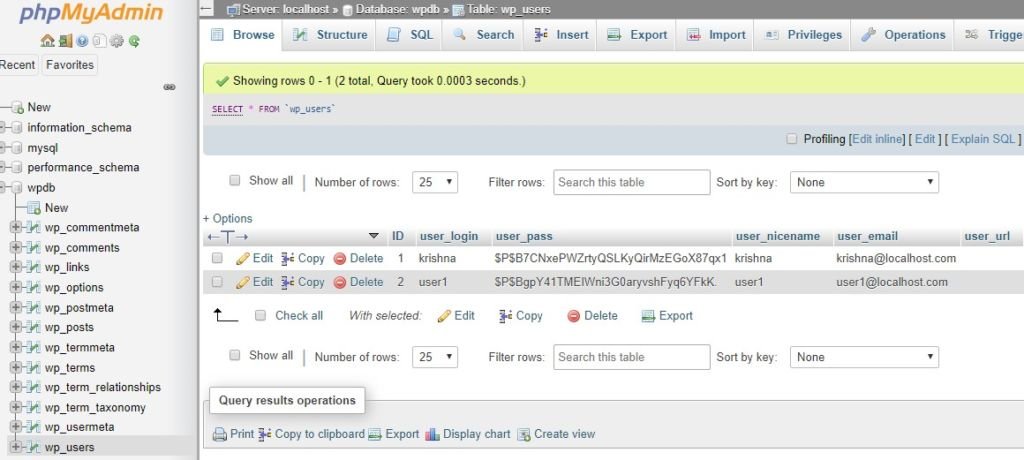 phpMyAdmin
Recent Favorites
New
information_schema
mysql
performance_schema
wpdb
New
wp_commentmeta
wp_comments
wp_links
wp_options
wp_postmeta
wp_posts
wp_termmeta
wp_terms
wp_term_relationships
wp_term_taxonomy
wp_usermeta
wp_users
Server: localhost » Database: wpdb » Table: wp_users
Browse Structure SQL Search Insert Export Import Privileges Operations Trigge
Showing rows 0 - 1 (2 total, Query took 0.0003 seconds.)
SELECT * FROM `wp_users`
Profiling [Edit inline] [ Edit ] [ Explain SQL ]
Show all | Number of rows: 25 Filter rows: Search this table Sort by key: None
+ Options
←T→ ID user_login user_pass user_nicename user_email user_url
Edit Copy Delete 1 krishna $P$B7CNxePWZrtyQSLKyQirMzEGoX87qx1 krishna krishna@localhost.com
Edit Copy Delete 2 user1 $P$BgpY41TMEIWni3G0aryvshFyq6YFkK. user1 user1@localhost.com
Check all With selected: Edit Copy Delete Export
Show all | Number of rows: 25 Filter rows: Search this table Sort by key: None
Query results operations
Print Copy to clipboard Export Display chart Create view